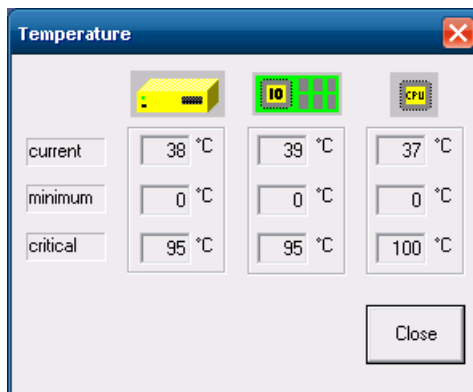 Temperature
IO CPU
current 38 °C 39 °C 37 °C
minimum 0 °C 0 °C 0 °C
critical 95 °C 95 °C 100 °C
Close